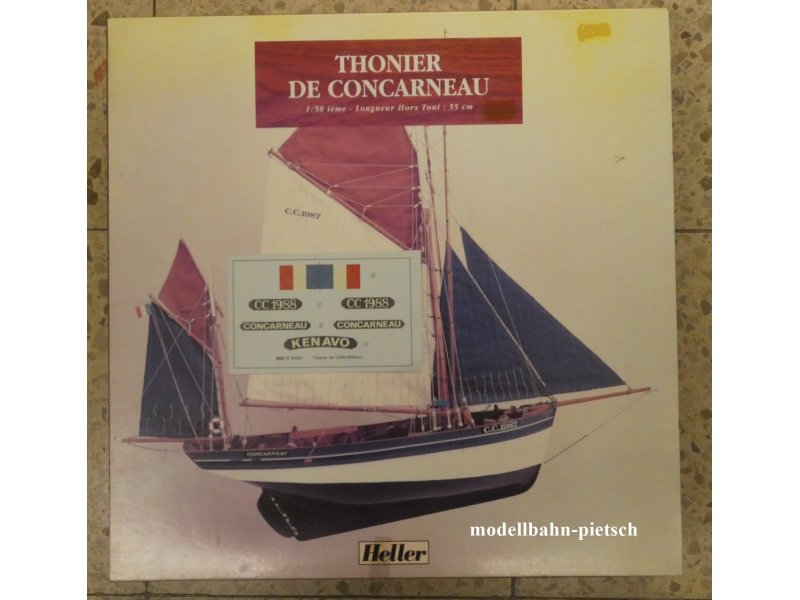 THONIER
DE CONCARNEAU
1/50 ième - Longueur Hors Tout : 55 cm
C.C.1987
CC 1988 CC 1988
CONCARNEAU CONCARNEAU
KENAVO
Thonier de CONCARNEAU
C.C.1987
CONCARNEAU
modellbahn-pietsch
Heller